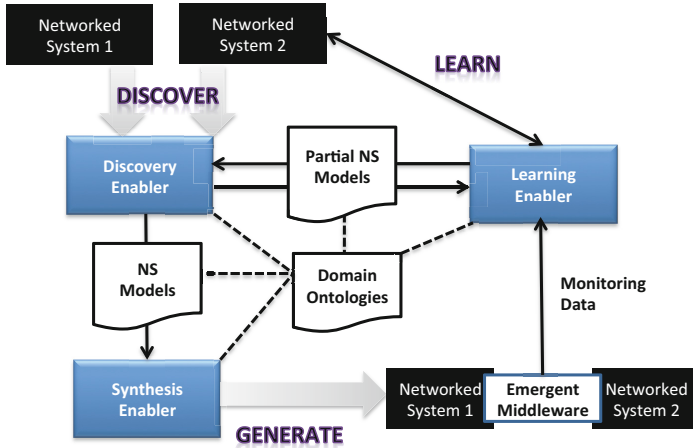 Networked
System 1
Networked
System 2
LEARN
DISCOVER
Discovery
Enabler
Partial NS
Models
Learning
Enabler
NS
Models
Domain
Ontologies
Monitoring
Data
Synthesis
Enabler
GENERATE
Networked
System 1
Emergent
Middleware
Networked
System 2